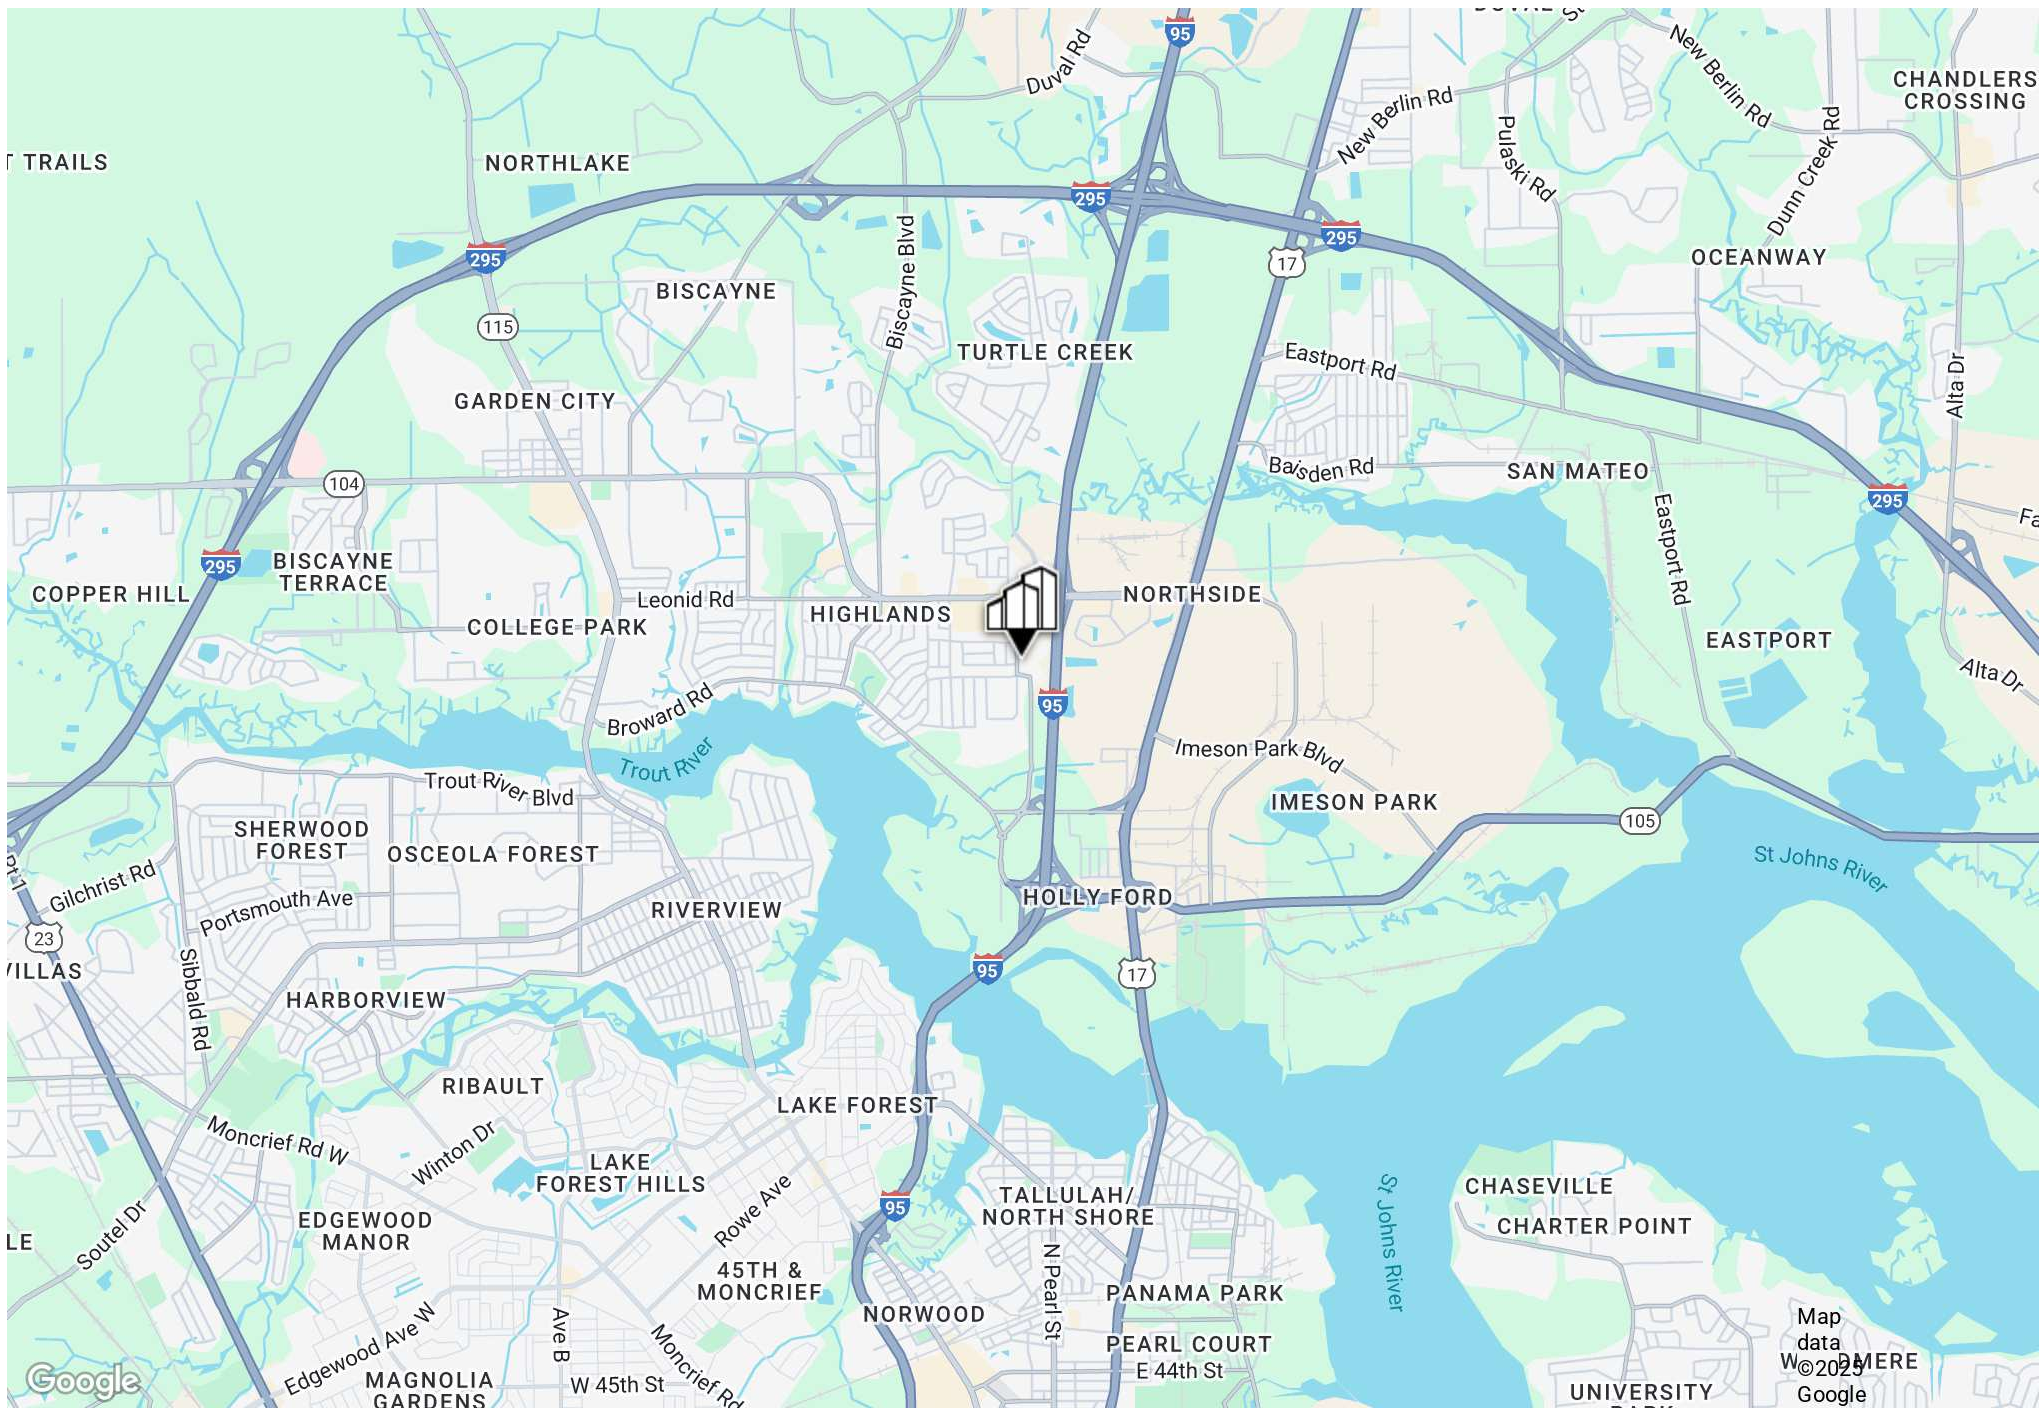 DUVAL
95
Duval Rd
New Berlin Rd
New Berlin Rd
CHANDLERS
CROSSING
Pulaski Rd
Dunn Creek Rd
T TRAILS
NORTHLAKE
295
295
295
17
OCEANWAY
Biscayne Blvd
BISCAYNE
115
TURTLE CREEK
Eastport Rd
Alta Dr
GARDEN CITY
104
Baisden Rd
SAN MATEO
295
Eastport Rd
295
BISCAYNE
TERRACE
COPPER HILL
Leonid Rd
HIGHLANDS
NORTHSIDE
COLLEGE PARK
EASTPORT
Alta Dr
Broward Rd
95
Trout River
Imeson Park Blvd
Trout River Blvd
IMESON PARK
105
SHERWOOD
FOREST
OSCEOLA FOREST
St Johns River
Gilchrist Rd
Portsmouth Ave
RIVERVIEW
HOLLY FORD
23
VILLAS
Sibbald Rd
95
17
HARBORVIEW
RIBAULT
LAKE FOREST
Moncrief Rd W
Winton Dr
LAKE
FOREST HILLS
Rowe Ave
95
TALLULAH/
NORTH SHORE
St Johns River
CHASEVILLE
CHARTER POINT
Soutel Dr
EDGEWOOD
MANOR
45TH &
MONCRIEF
N Pearl St
PANAMA PARK
NORWOOD
Edgewood Ave W
Ave B
Moncrief Rd
PEARL COURT
E 44th St
MAGNOLIA
GARDENS
W 45th St
UNIVERSITY
PARK
Map
data
©2025
Google
Google